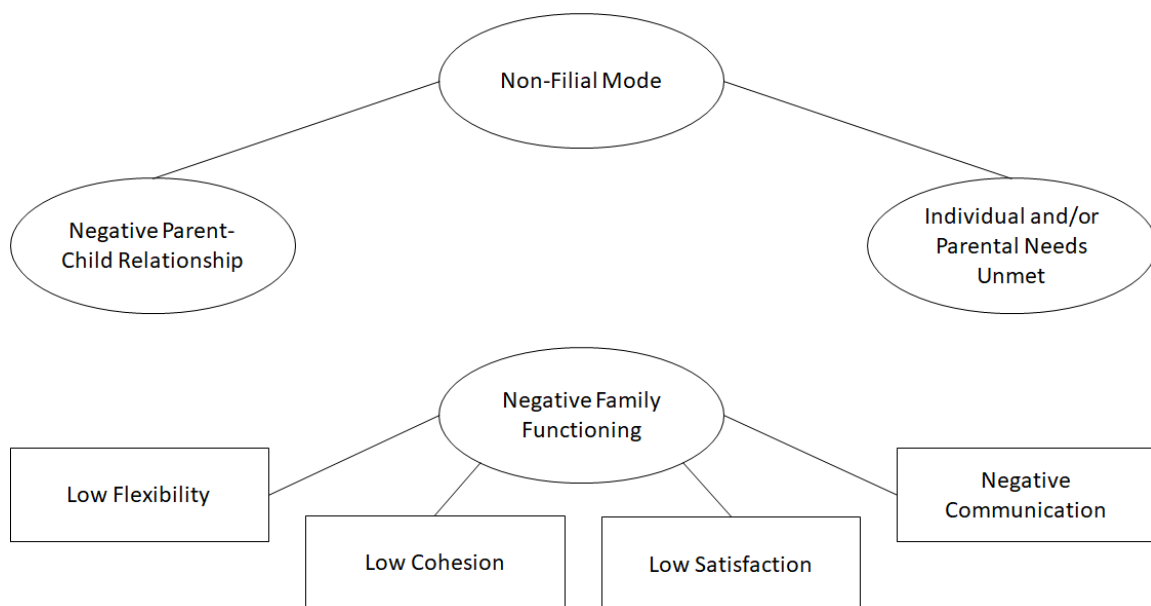 Non-Filial Mode
Negative Parent-
Child Relationship
Individual and/or
Parental Needs
Unmet
Negative Family
Functioning
Low Flexibility
Low Cohesion
Low Satisfaction
Negative
Communication